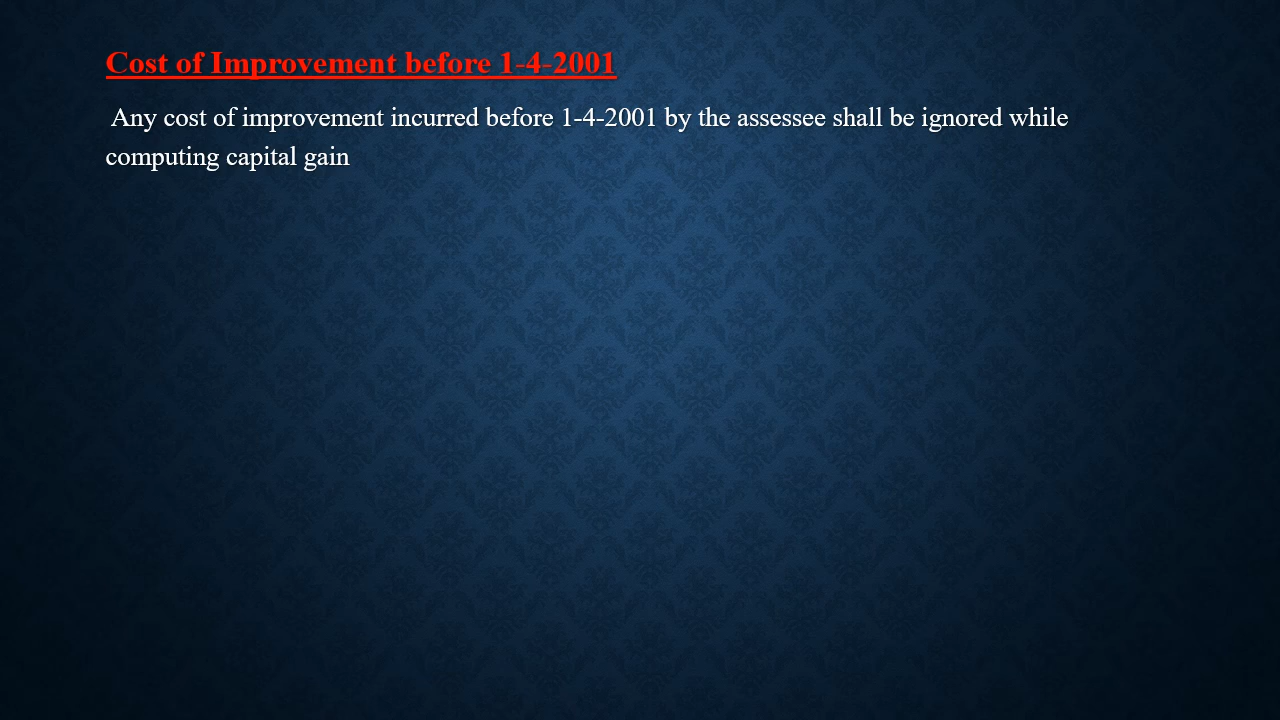 Cost of Improvement before 1-4-2001
Any cost of improvement incurred before 1-4-2001 by the assessee shall be ignored while
computing capital gain